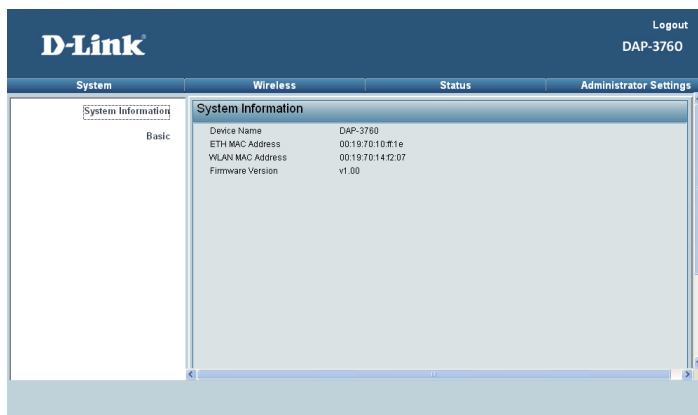 Logout
D-Link
DAP-3760
System Wireless Status Administrator Settings
System Information
Basic
System Information
Device Name DAP-3760
ETH MAC Address 00:19:70:10:ff:1e
WLAN MAC Address 00:19:70:14:f2:07
Firmware Version v1.00